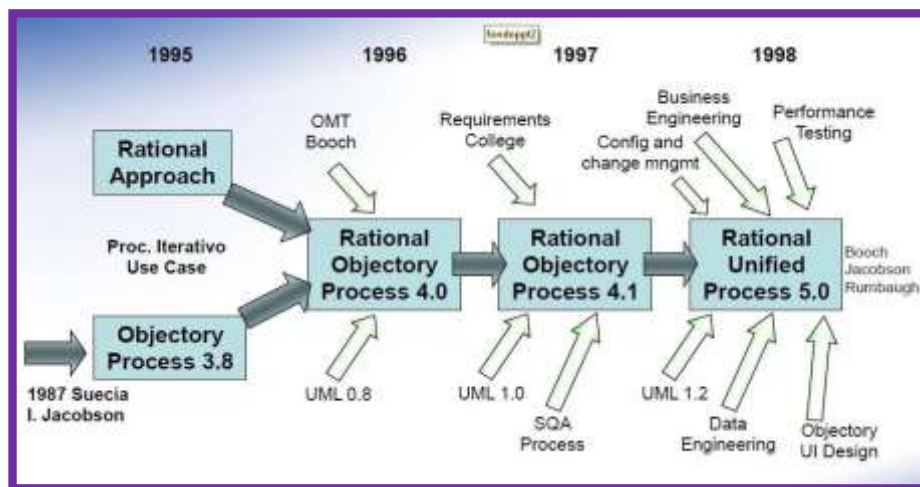 fondoppt2
1995
1996
1997
1998
OMT
Booch
Requirements
College
Business
Engineering
Performance
Testing
Config and
change mngmt
Rational
Approach
Proc. Iterativo
Use Case
Rational
Objectory
Process 4.0
Rational
Objectory
Process 4.1
Rational
Unified
Process 5.0
Booch
Jacobson
Rumbaugh
Objectory
Process 3.8
1987 Suecia
I. Jacobson
UML 0.8
UML 1.0
UML 1.2
SQA
Process
Data
Engineering
Objectory
UI Design